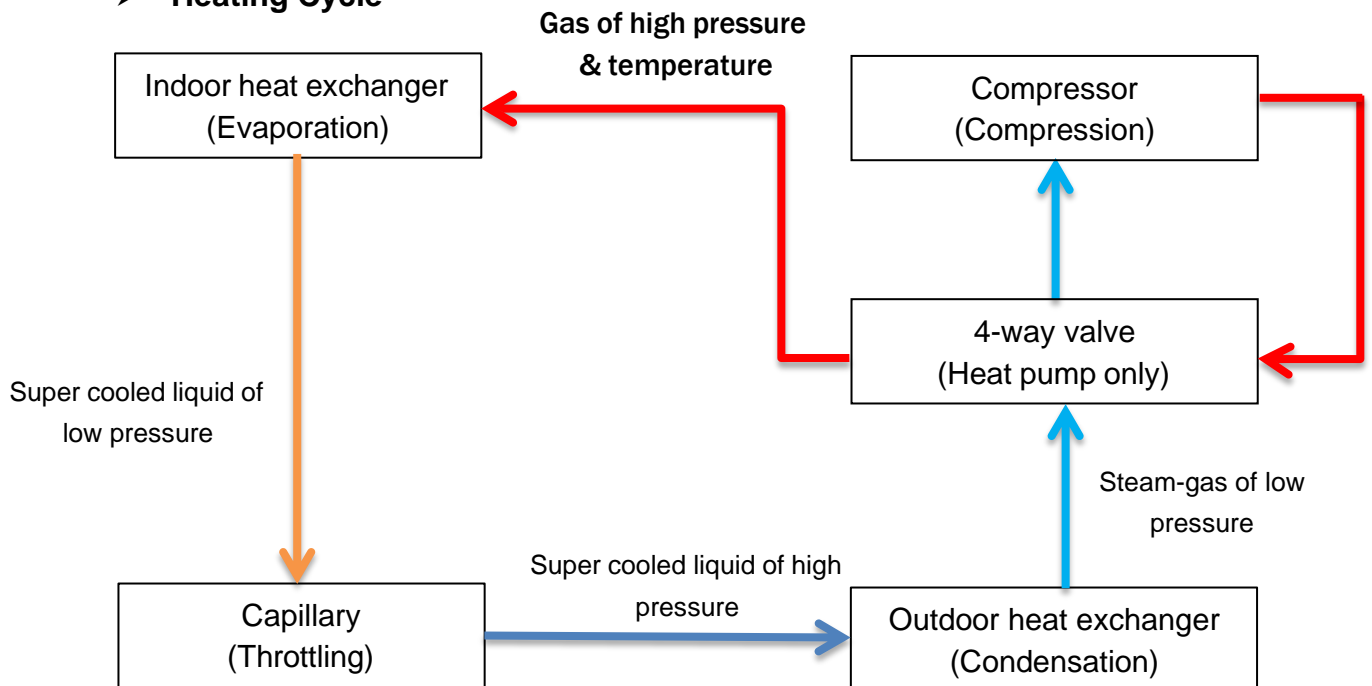 ➢ Heating Cycle
Gas of high pressure
& temperature
Indoor heat exchanger
(Evaporation)
Compressor
(Compression)
4-way valve
(Heat pump only)
Super cooled liquid of
low pressure
Steam-gas of low
pressure
Super cooled liquid of high
pressure
Capillary
(Throttling)
Outdoor heat exchanger
(Condensation)